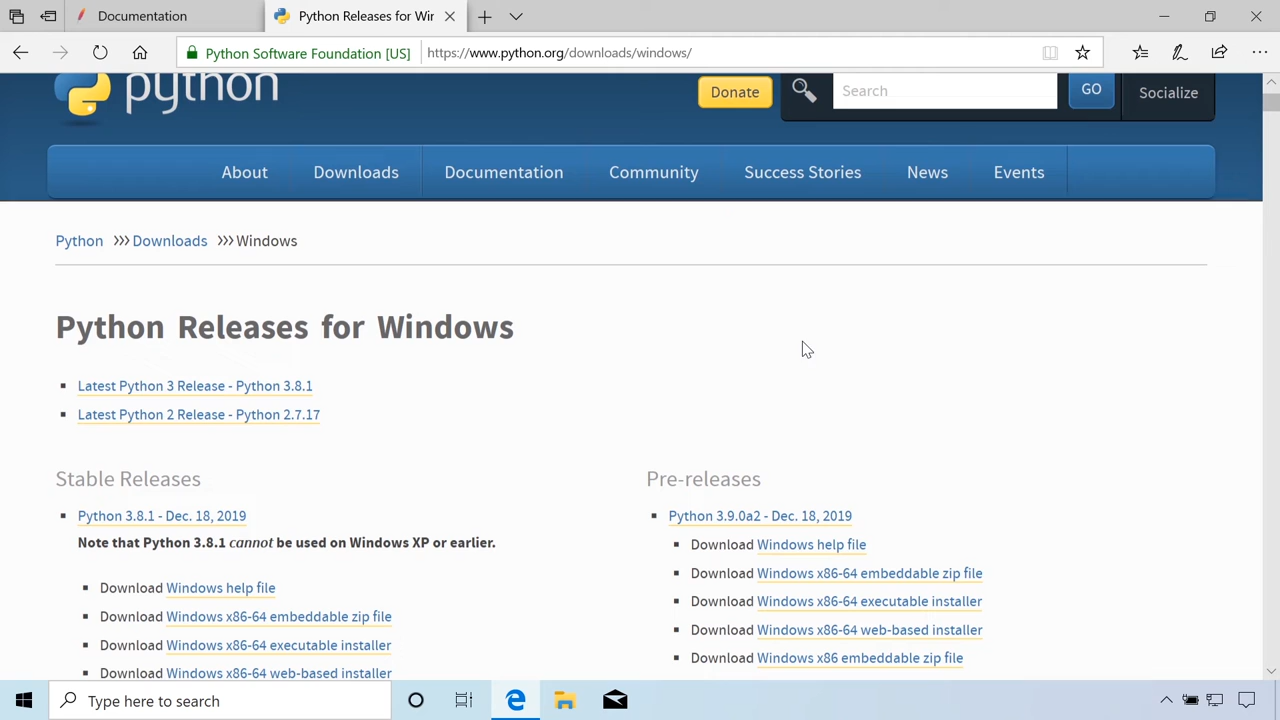 Documentation
Python Releases for Wir
Python Software Foundation [US] https://www.python.org/downloads/windows/
python
Donate
Search
GO
Socialize
About Downloads Documentation Community Success Stories News Events
Python >>> Downloads >>> Windows
Python Releases for Windows
Latest Python 3 Release - Python 3.8.1
Latest Python 2 Release - Python 2.7.17
Stable Releases
Python 3.8.1 - Dec. 18, 2019
Note that Python 3.8.1 cannot be used on Windows XP or earlier.
Download Windows help file
Download Windows x86-64 embeddable zip file
Download Windows x86-64 executable installer
Download Windows x86-64 web-based installer
Pre-releases
Python 3.9.0a2 - Dec. 18, 2019
Download Windows help file
Download Windows x86-64 embeddable zip file
Download Windows x86-64 executable installer
Download Windows x86-64 web-based installer
Download Windows x86 embeddable zip file
Type here to search